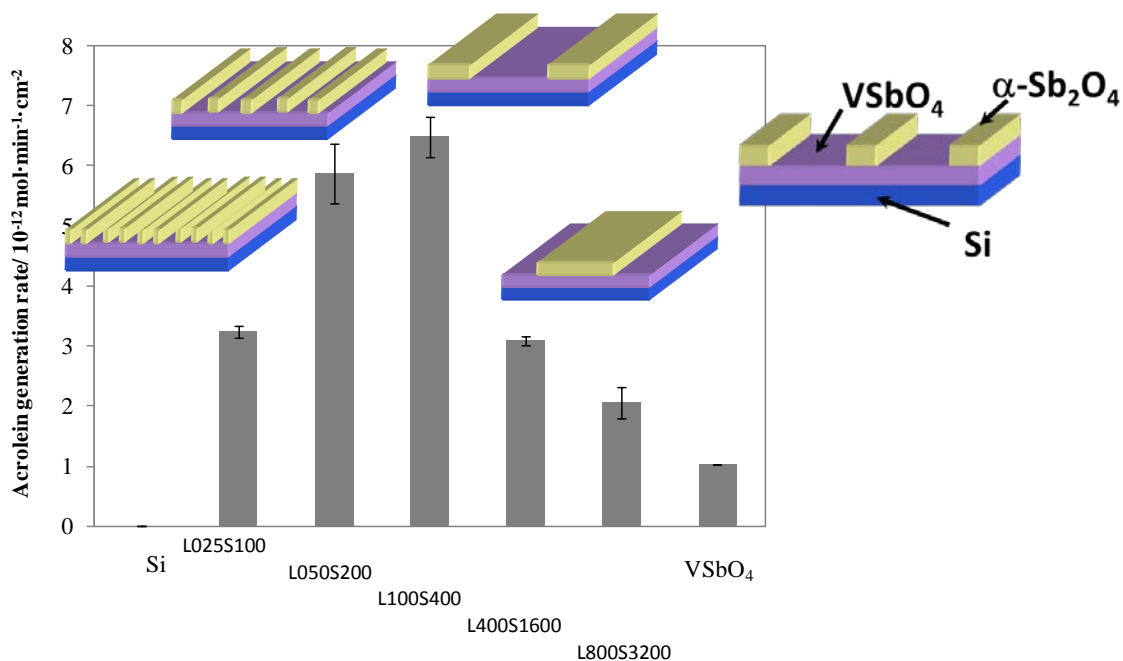 Acrolein generation rate/ 10⁻¹² mol·min⁻¹·cm⁻²
8
7
6
5
4
3
2
1
0
Si
L025S100
L050S200
L100S400
L400S1600
L800S3200
VSbO₄
VSbO₄
α-Sb₂O₄
Si